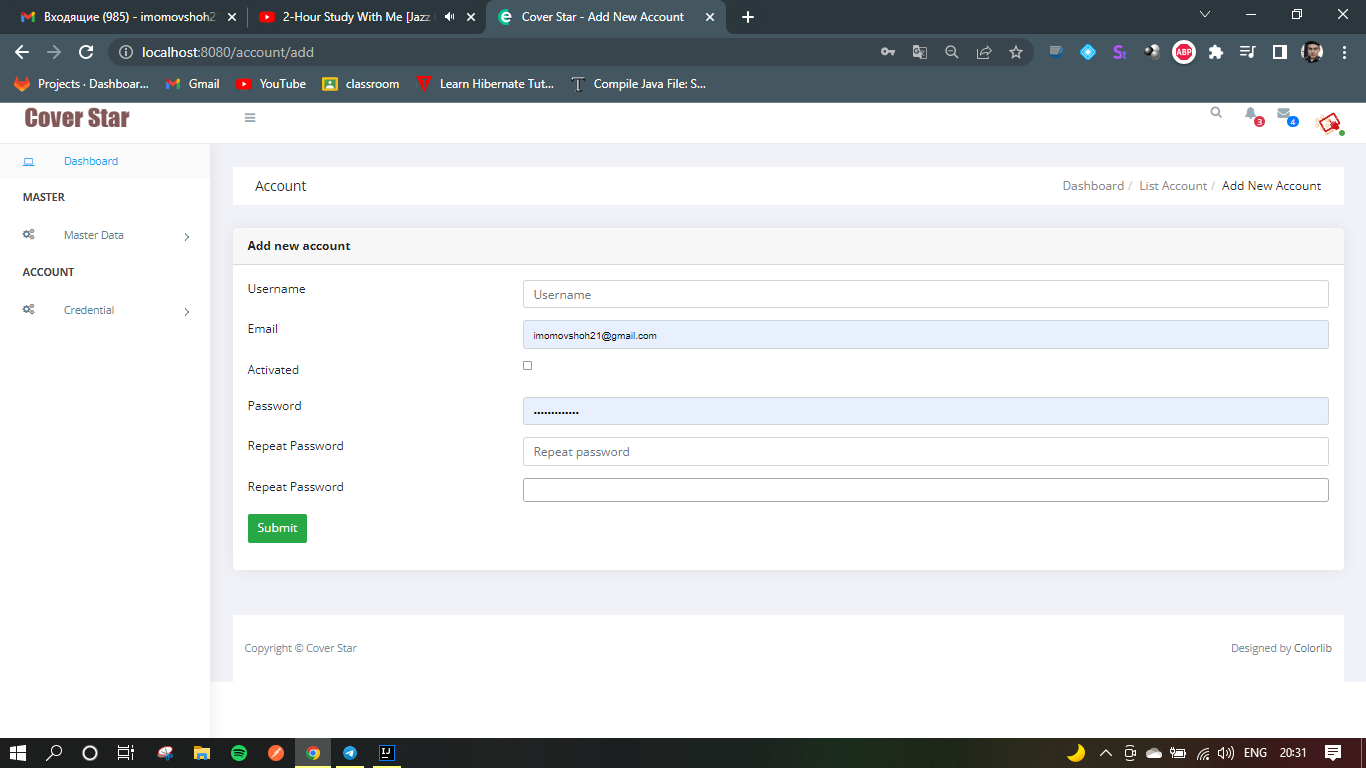 Входящие (985) - imomovshoh2
2-Hour Study With Me [Jazz
Cover Star - Add New Account
localhost:8080/account/add
St
ABP
Projects · Dashboar...
Gmail
YouTube
classroom
Learn Hibernate Tut...
T
Compile Java File: S...
Cover Star
3
4
Dashboard
MASTER
Master Data
ACCOUNT
Credential
Account
Dashboard / List Account / Add New Account
Add new account
Username
Username
Email
imomovshoh21@gmail.com
Activated
Password
•••••••••••••
Repeat Password
Repeat password
Repeat Password
Submit
Copyright © Cover Star
Designed by Colorlib
IJ
ENG
20:31